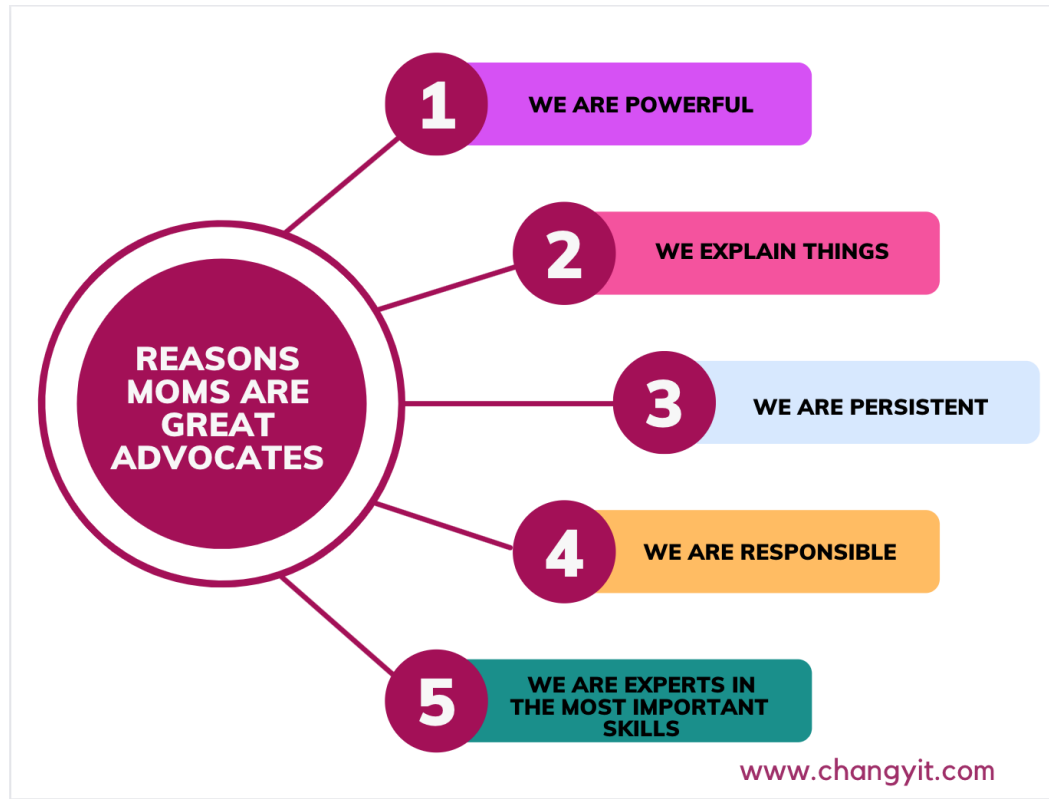 REASONS
MOMS ARE
GREAT
ADVOCATES
1
WE ARE POWERFUL
2
WE EXPLAIN THINGS
3
WE ARE PERSISTENT
4
WE ARE RESPONSIBLE
5
WE ARE EXPERTS IN
THE MOST IMPORTANT
SKILLS
www.changyit.com